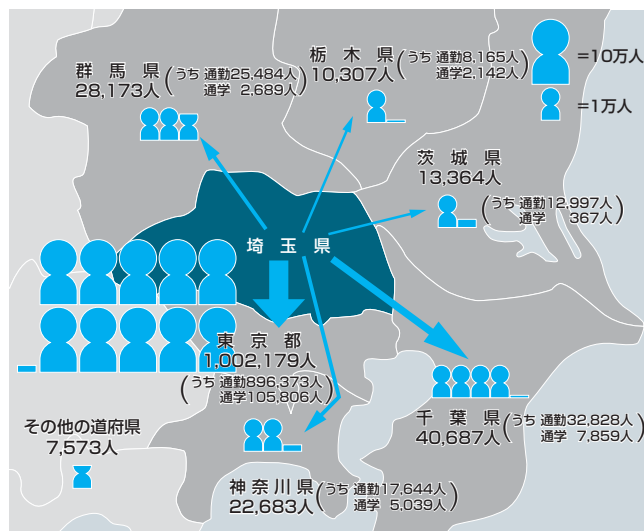 栃木県
10,307人
(うち 通勤8,165人
通学2,142人)
=10万人
=1万人
群馬県
28,173人
(うち 通勤25,484人
通学 2,689人)
茨城県
13,364人
(うち 通勤12,997人
通学 367人)
埼玉県
東京都
1,002,179人
(うち 通勤896,373人
通学105,806人)
千葉県
40,687人
(うち 通勤32,828人
通学 7,859人)
その他の道府県
7,573人
神奈川県
22,683人
(うち 通勤17,644人
通学 5,039人)